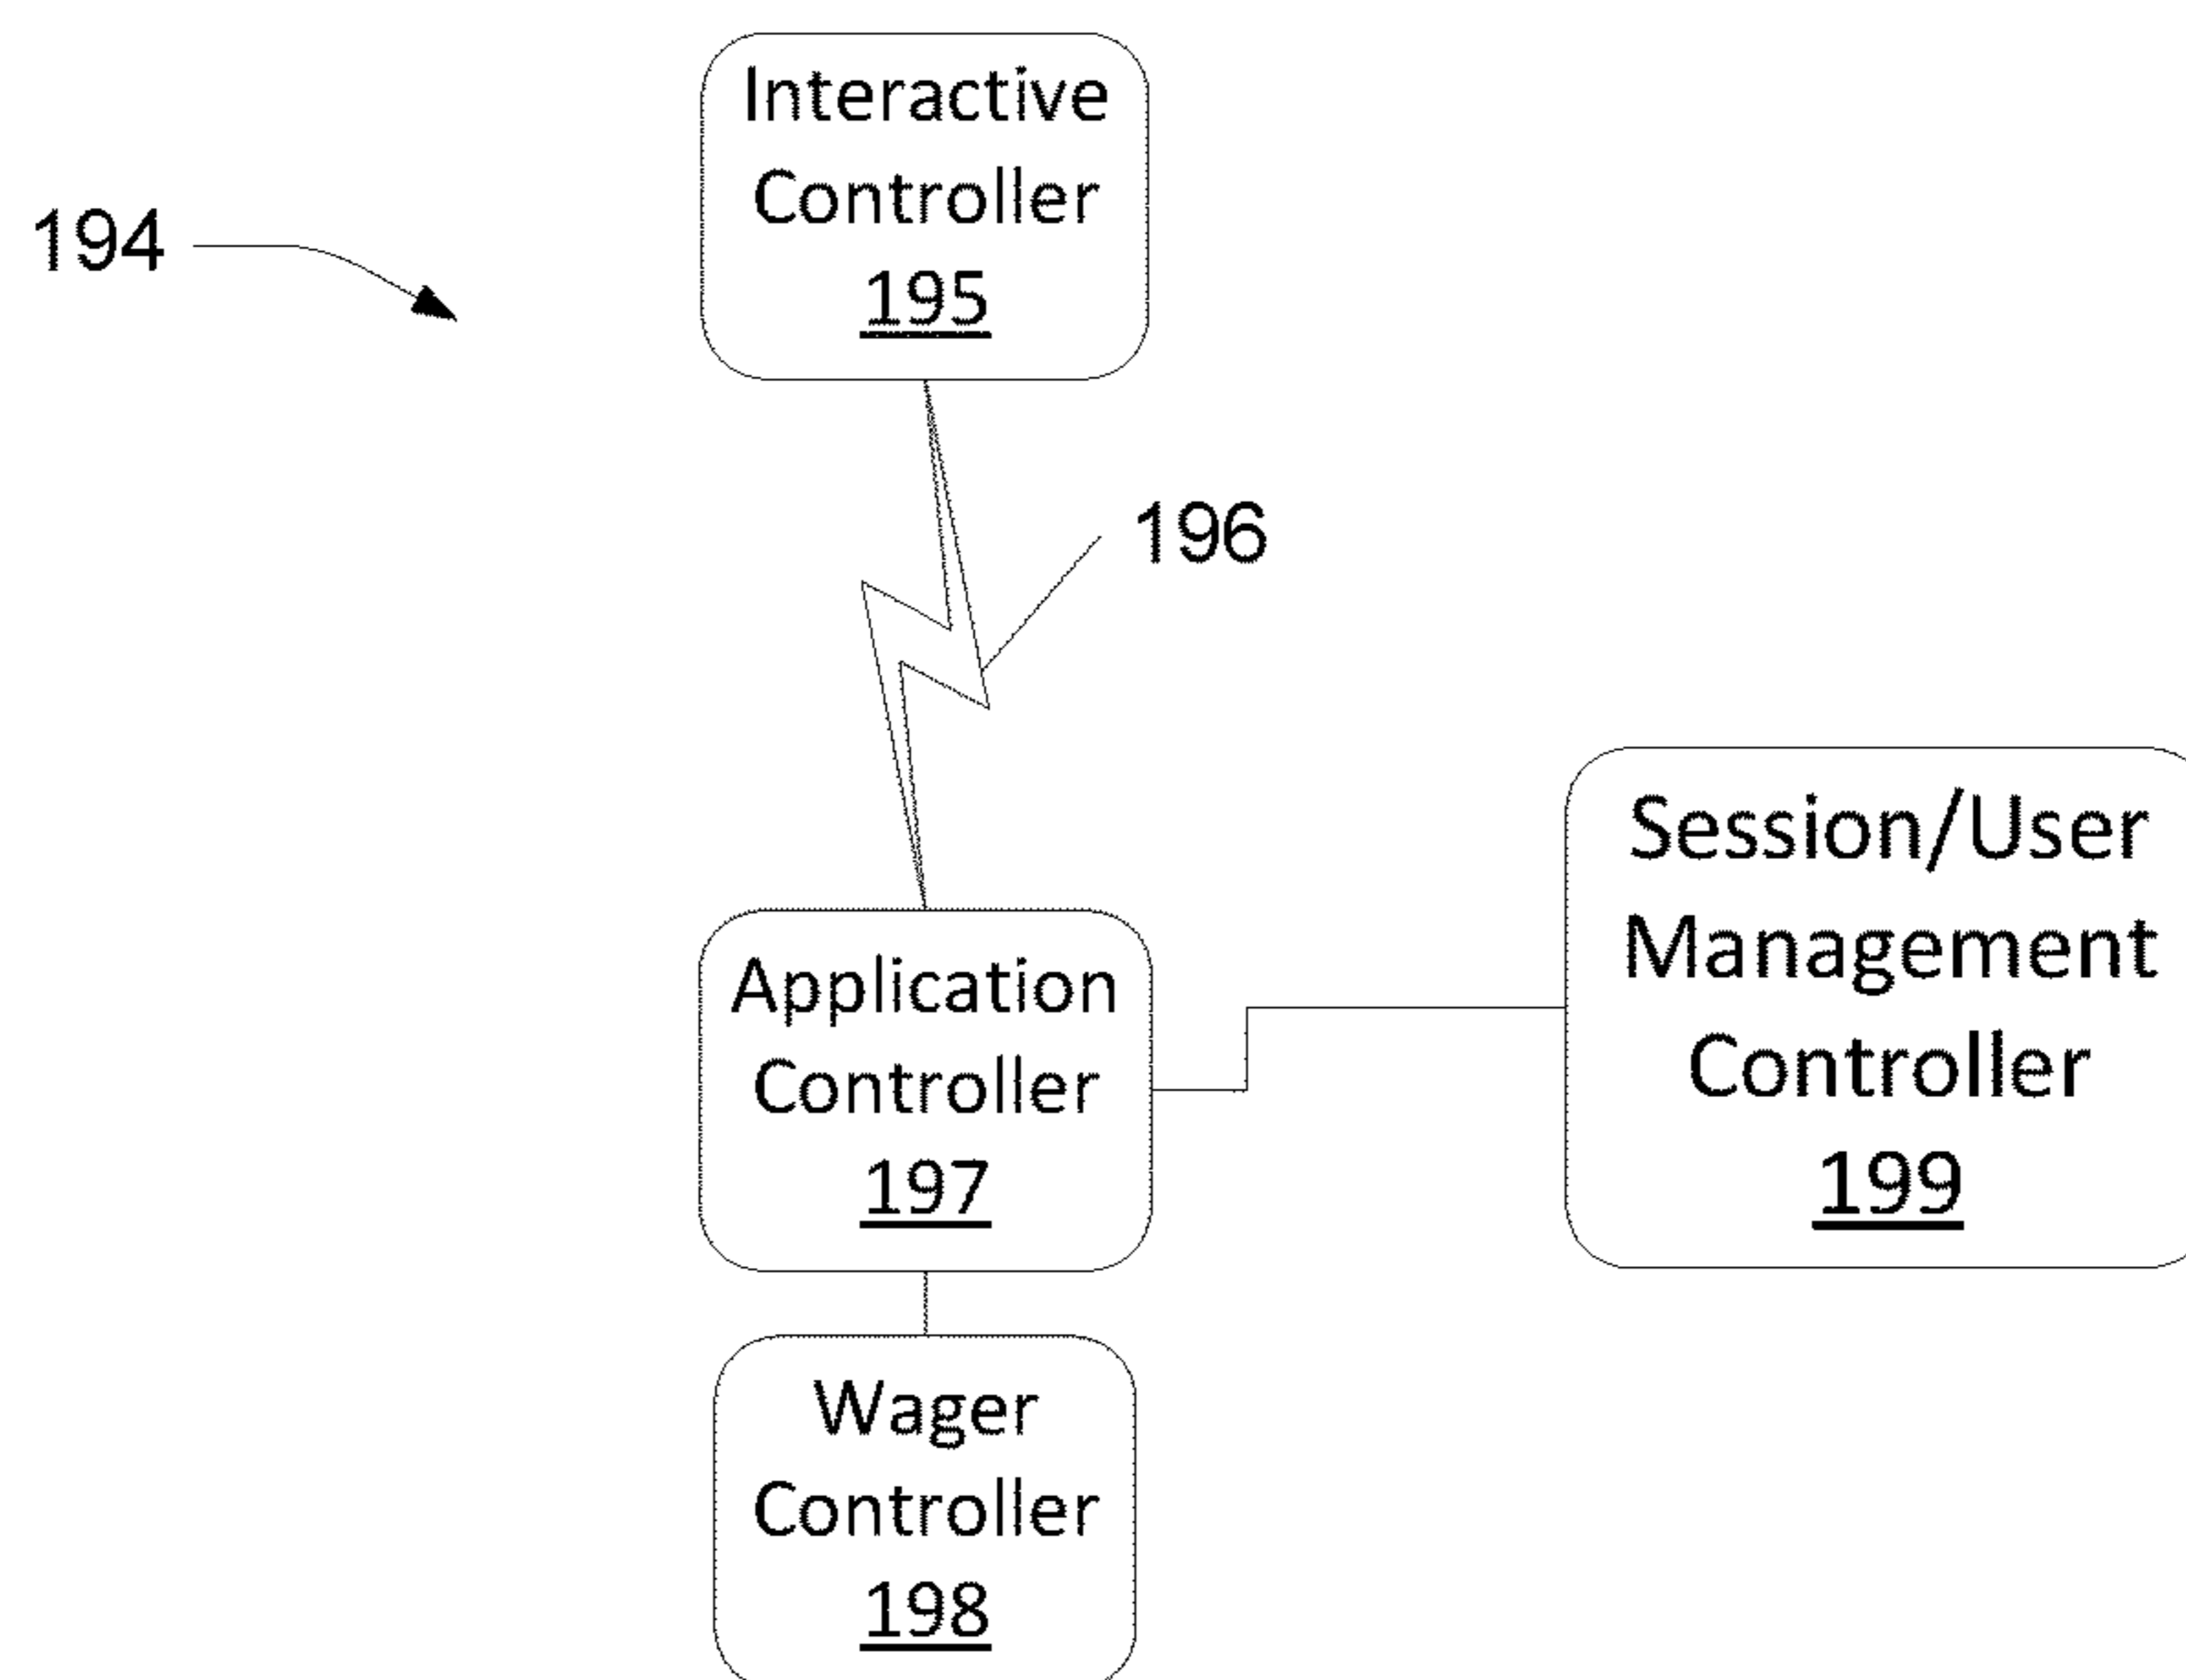 Interactive
Controller
195
194
196
Application
Controller
197
Session/User
Management
Controller
199
Wager
Controller
198